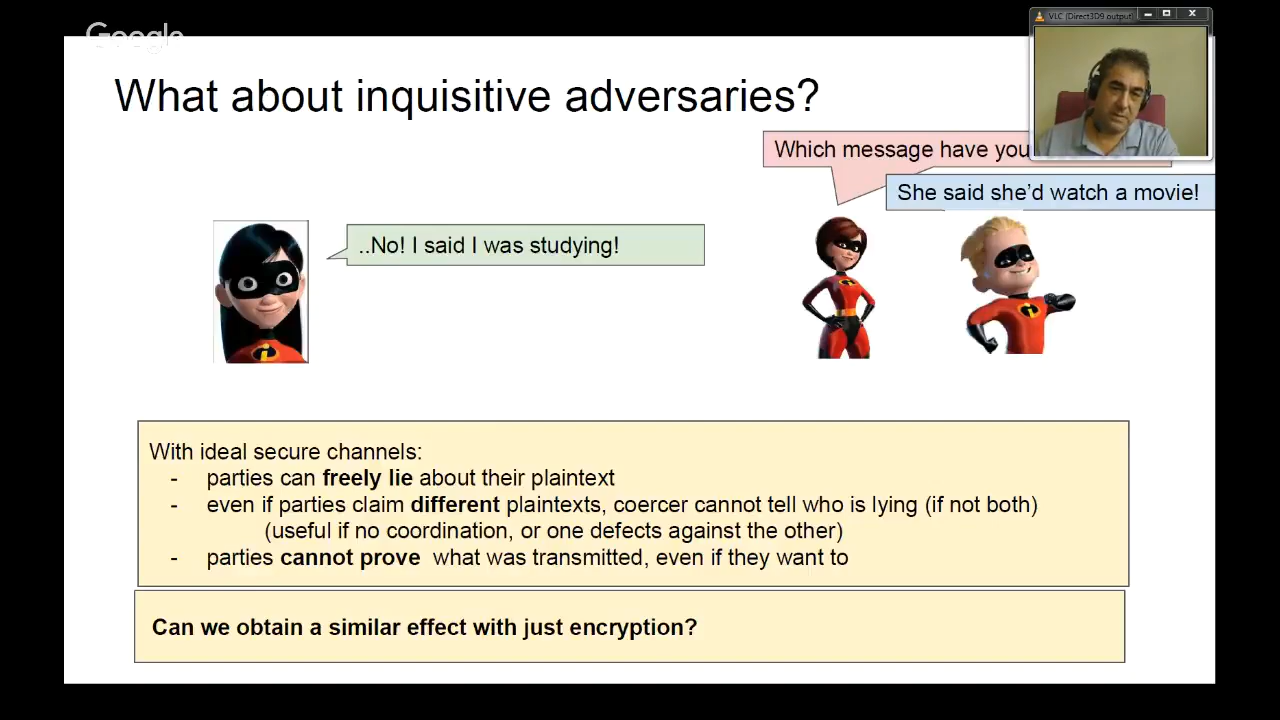 Google
VLC (Direct3D9 output)
What about inquisitive adversaries?
Which message have you
She said she'd watch a movie!
..No! I said I was studying!
With ideal secure channels:
- parties can freely lie about their plaintext
- even if parties claim different plaintexts, coercer cannot tell who is lying (if not both)
(useful if no coordination, or one defects against the other)
- parties cannot prove what was transmitted, even if they want to
Can we obtain a similar effect with just encryption?